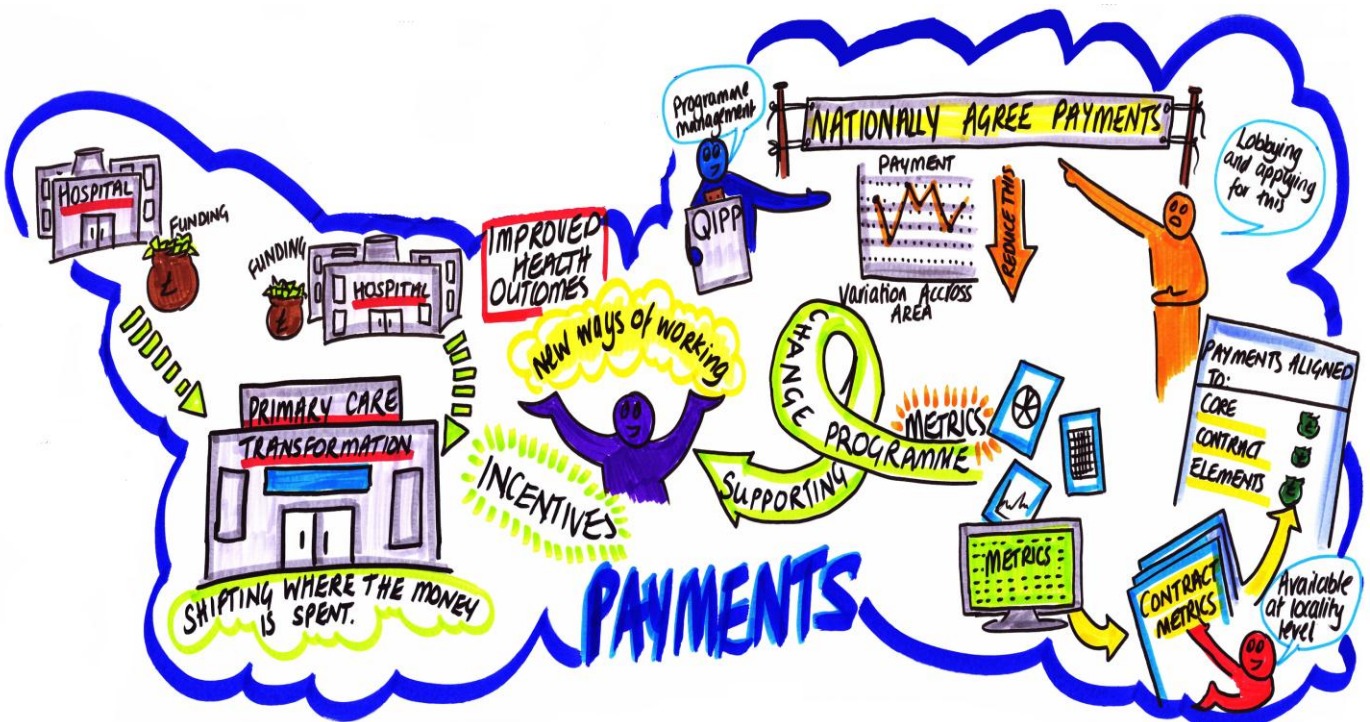 HOSPITAL
FUNDING
£
FUNDING
£
HOSPITAL
PRIMARY CARE
TRANSFORMATION
SHIFTING WHERE THE MONEY
IS SPENT.
IMPROVED
HEALTH
OUTCOMES
New ways of working
INCENTIVES
PAYMENTS
Programme
management
QIPP
NATIONALLY AGREE PAYMENTS
PAYMENT
Variation Accross
AREA
REDUCE THIS
Lobbying
and applying
for this
SUPPORTING
CHANGE
PROGRAMME
METRICS
METRICS
CONTRACT
METRICS
Available
at locality
level
PAYMENTS ALIGNED
TO:
CORE
CONTRACT
ELEMENTS
£